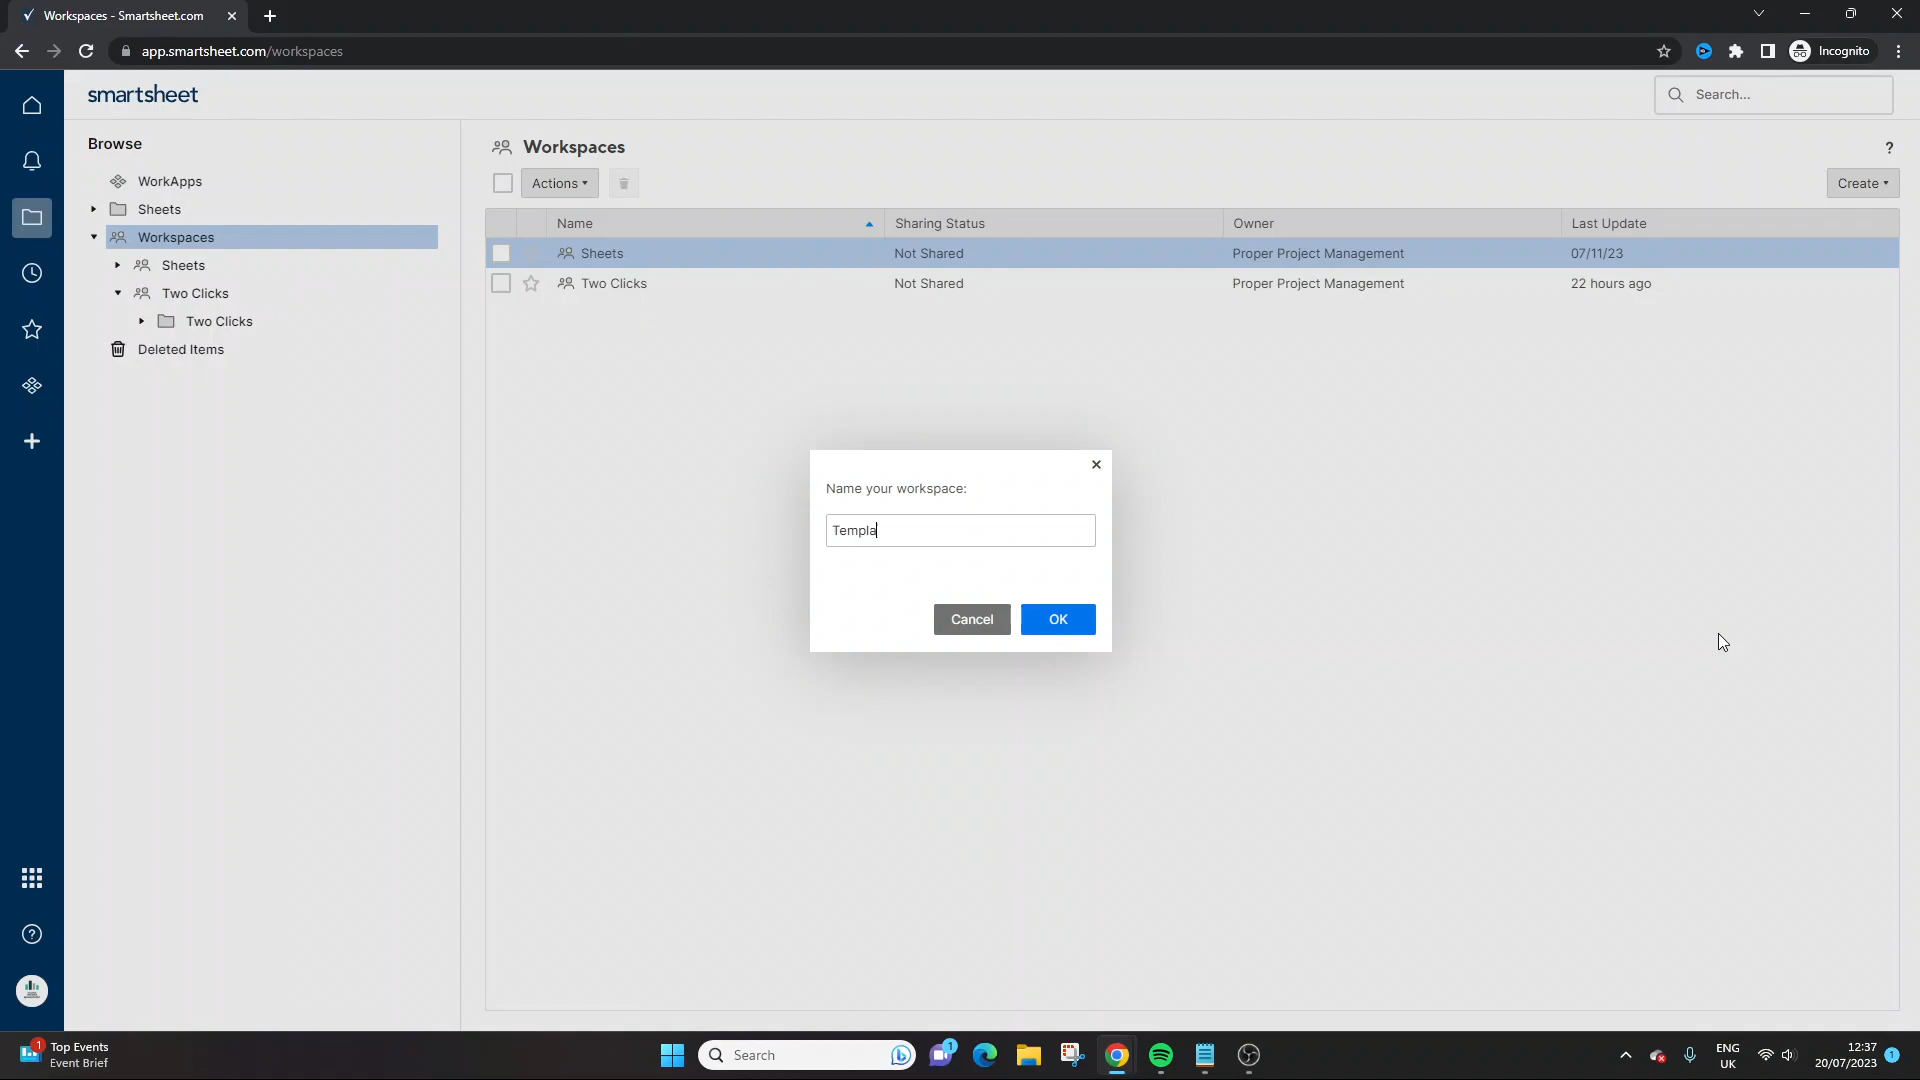 Workspaces - Smartsheet.com
app.smartsheet.com/workspaces
Incognito
smartsheet
Search...
Browse
WorkApps
Sheets
Workspaces
Sheets
Two Clicks
Two Clicks
Deleted Items
Workspaces
?
Actions
Create
Name Sharing Status Owner Last Update
Sheets Not Shared Proper Project Management 07/11/23
Two Clicks Not Shared Proper Project Management 22 hours ago
Name your workspace:
Templa
Cancel OK
1
Top Events
Event Brief
Search
1
ENG
UK
12:37
20/07/2023
1